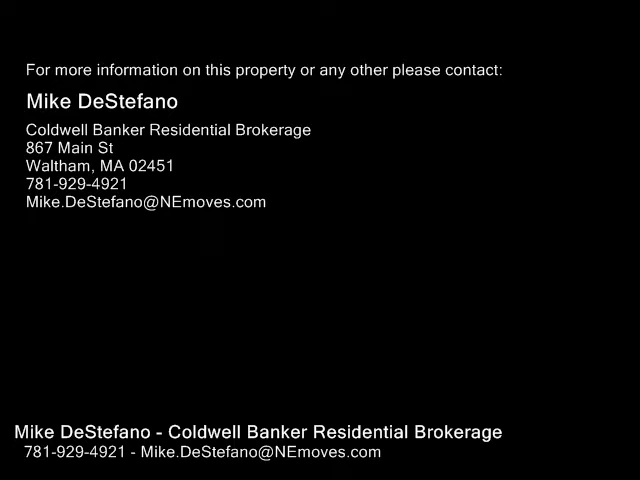 For more information on this property or any other please contact:
Mike DeStefano
Coldwell Banker Residential Brokerage
867 Main St
Waltham, MA 02451
781-929-4921
Mike.DeStefano@NEmoves.com
Mike DeStefano - Coldwell Banker Residential Brokerage
781-929-4921 - Mike.DeStefano@NEmoves.com